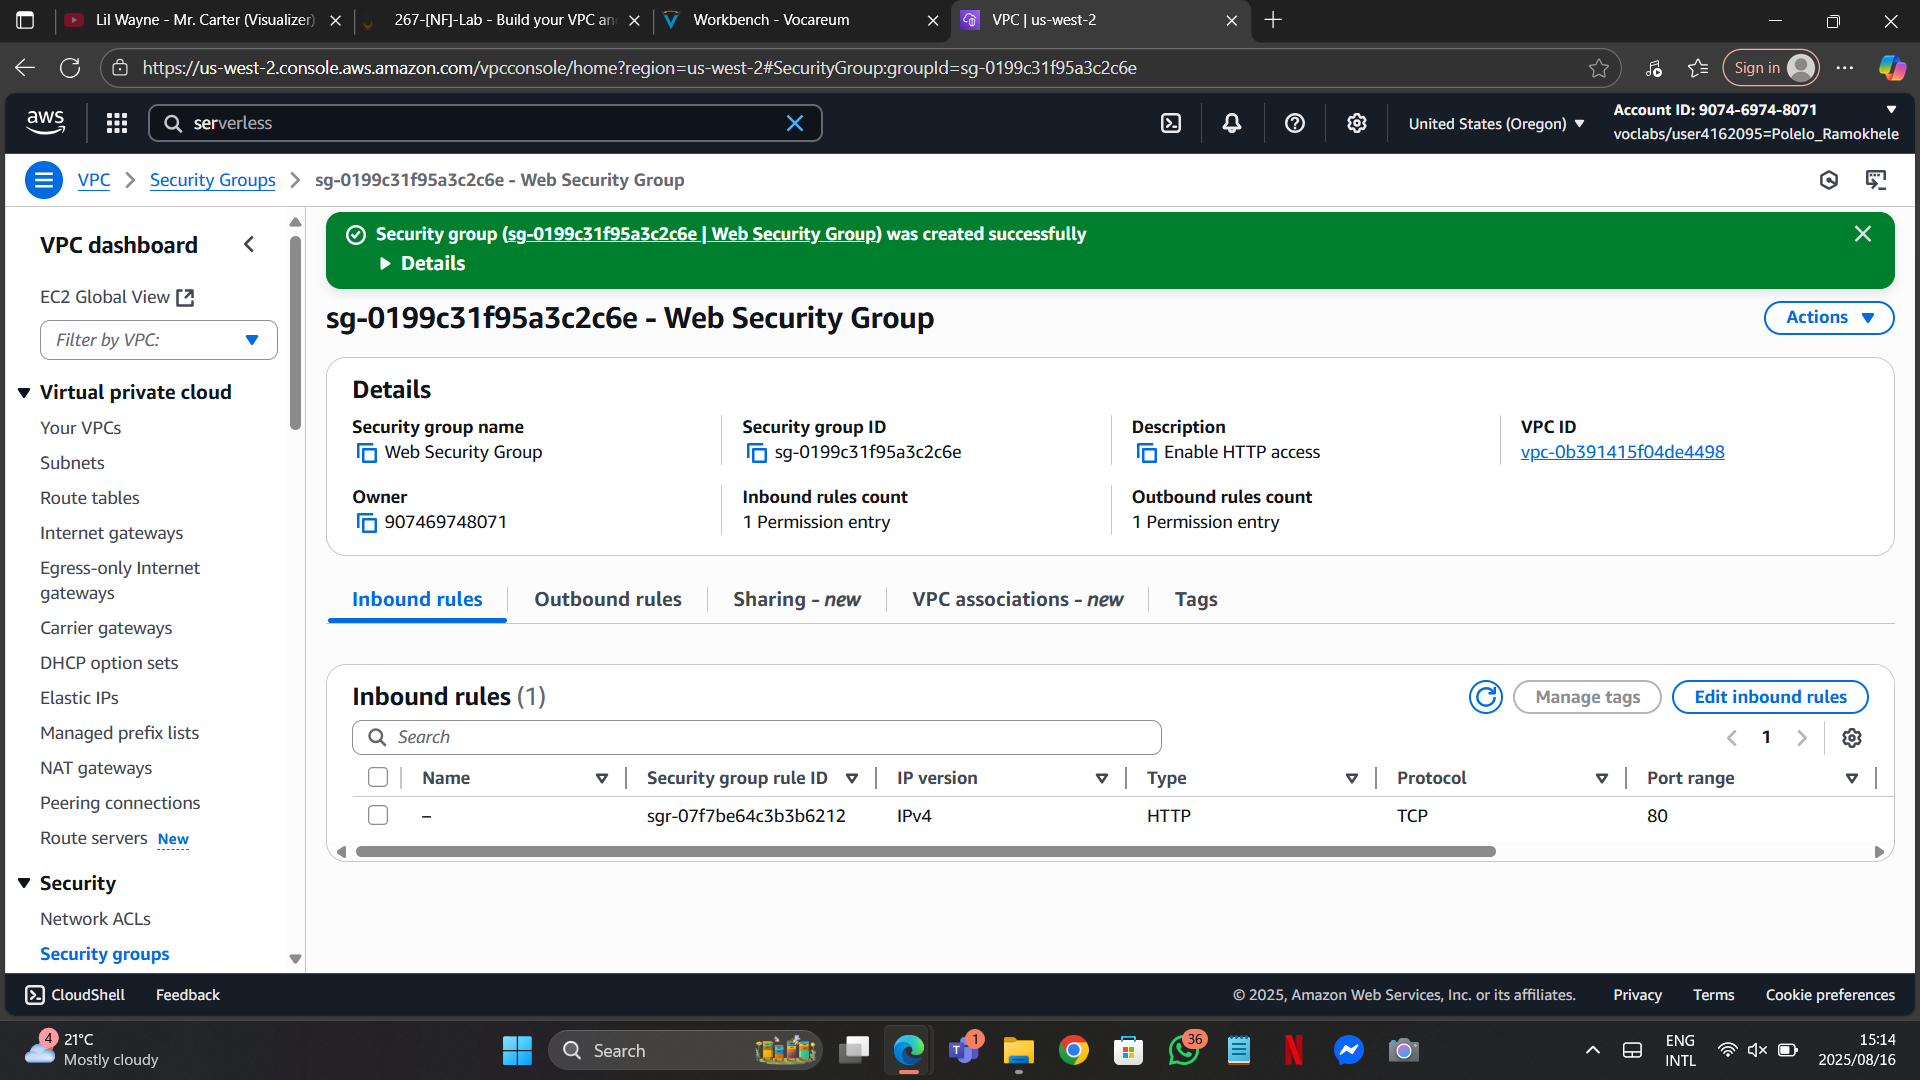 Lil Wayne - Mr. Carter (Visualizer)
267-[NF]-Lab - Build your VPC an
Workbench - Vocareum
VPC | us-west-2
https://us-west-2.console.aws.amazon.com/vpcconsole/home?region=us-west-2#SecurityGroup:groupId=sg-0199c31f95a3c2c6e
Sign in
aws
serverless
United States (Oregon)
Account ID: 9074-6974-8071
voclabs/user4162095=Polelo_Ramokhele
VPC
Security Groups
sg-0199c31f95a3c2c6e - Web Security Group
VPC dashboard
EC2 Global View
Filter by VPC:
Virtual private cloud
Your VPCs
Subnets
Route tables
Internet gateways
Egress-only Internet
gateways
Carrier gateways
DHCP option sets
Elastic IPs
Managed prefix lists
NAT gateways
Peering connections
Route servers New
Security
Network ACLs
Security groups
Security group (sg-0199c31f95a3c2c6e | Web Security Group) was created successfully
Details
sg-0199c31f95a3c2c6e - Web Security Group
Actions
Details
Security group name
Web Security Group
Security group ID
sg-0199c31f95a3c2c6e
Description
Enable HTTP access
VPC ID
vpc-0b391415f04de4498
Owner
907469748071
Inbound rules count
1 Permission entry
Outbound rules count
1 Permission entry
Inbound rules
Outbound rules
Sharing - new
VPC associations - new
Tags
Inbound rules (1)
Manage tags
Edit inbound rules
Search
1
Name
Security group rule ID
IP version
Type
Protocol
Port range
–
sgr-07f7be64c3b3b6212
IPv4
HTTP
TCP
80
CloudShell
Feedback
© 2025, Amazon Web Services, Inc. or its affiliates.
Privacy
Terms
Cookie preferences
4
21°C
Mostly cloudy
Search
1
36
ENG
INTL
15:14
2025/08/16